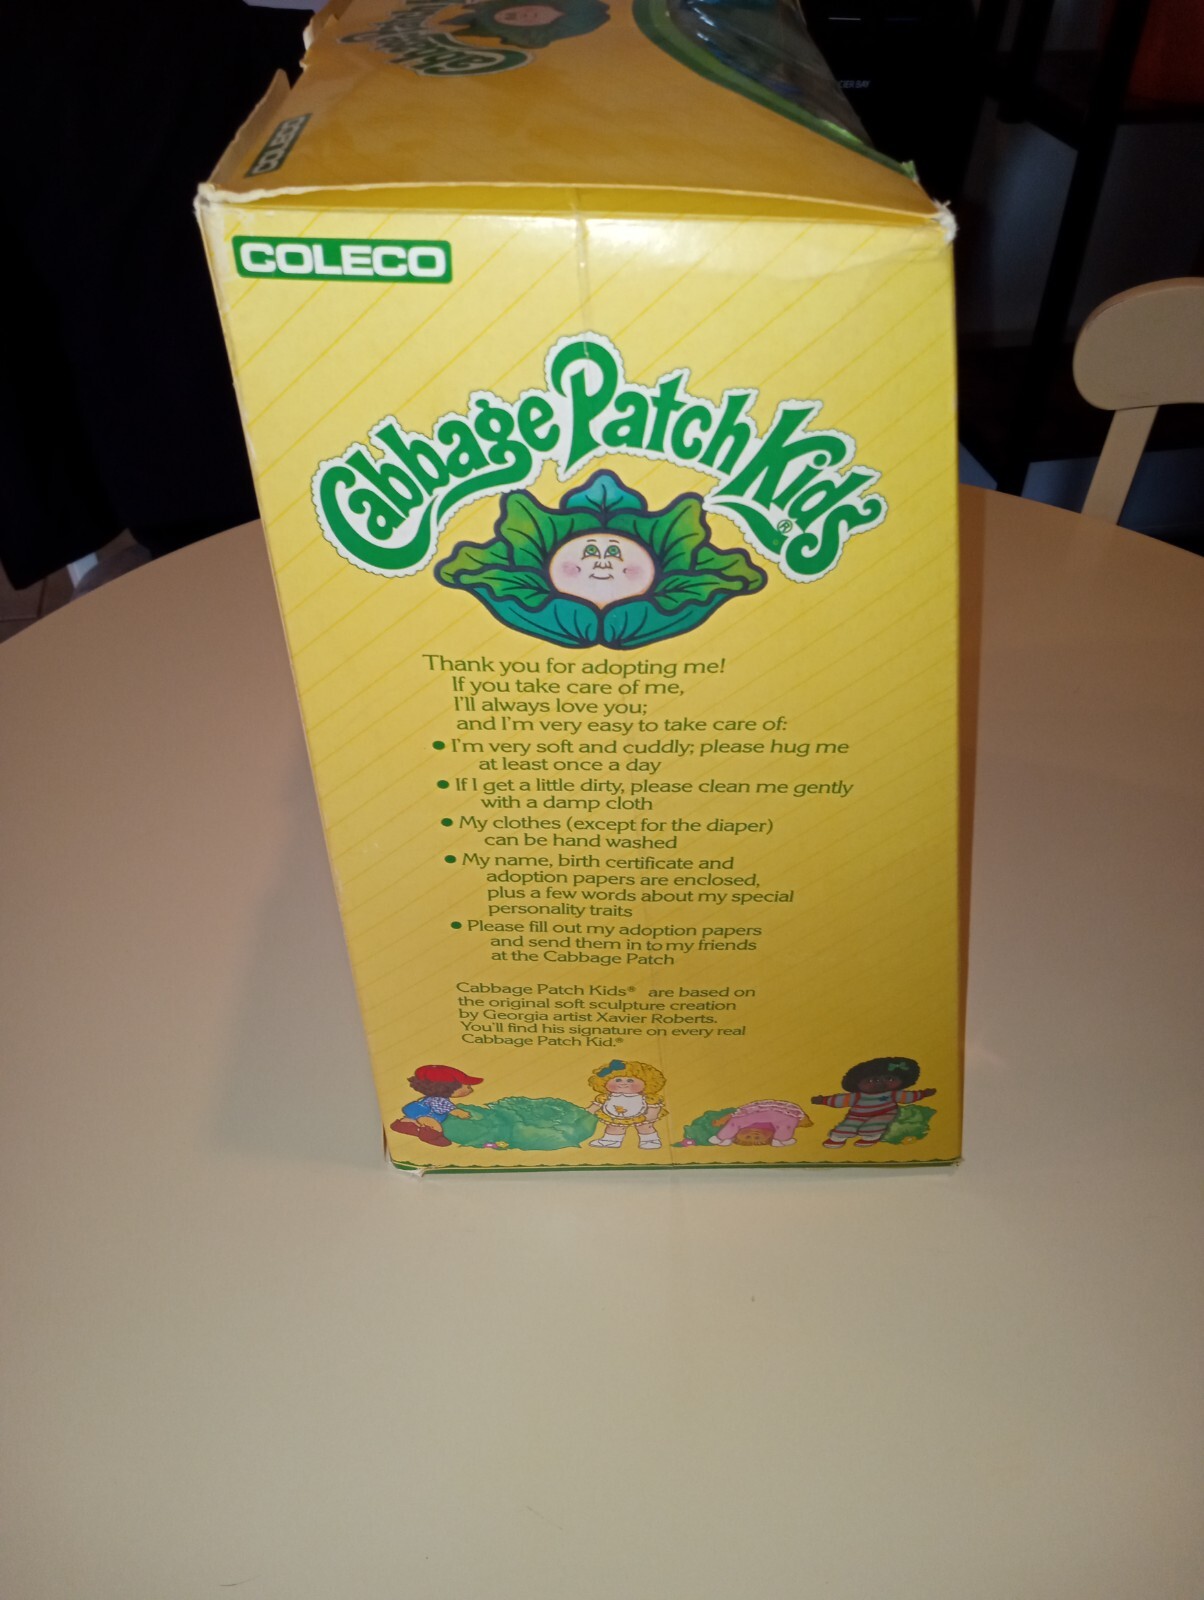 Cabbage
COLECO
COLECO
Cabbage Patch Kids®
Thank you for adopting me!
If you take care of me,
I'll always love you;
and I'm very easy to take care of:
● I'm very soft and cuddly; please hug me
at least once a day
● If I get a little dirty, please clean me gently
with a damp cloth
● My clothes (except for the diaper)
can be hand washed
● My name, birth certificate and
adoption papers are enclosed,
plus a few words about my special
personality traits
● Please fill out my adoption papers
and send them in to my friends
at the Cabbage Patch
Cabbage Patch Kids® are based on
the original soft sculpture creation
by Georgia artist Xavier Roberts.
You'll find his signature on every real
Cabbage Patch Kid.®